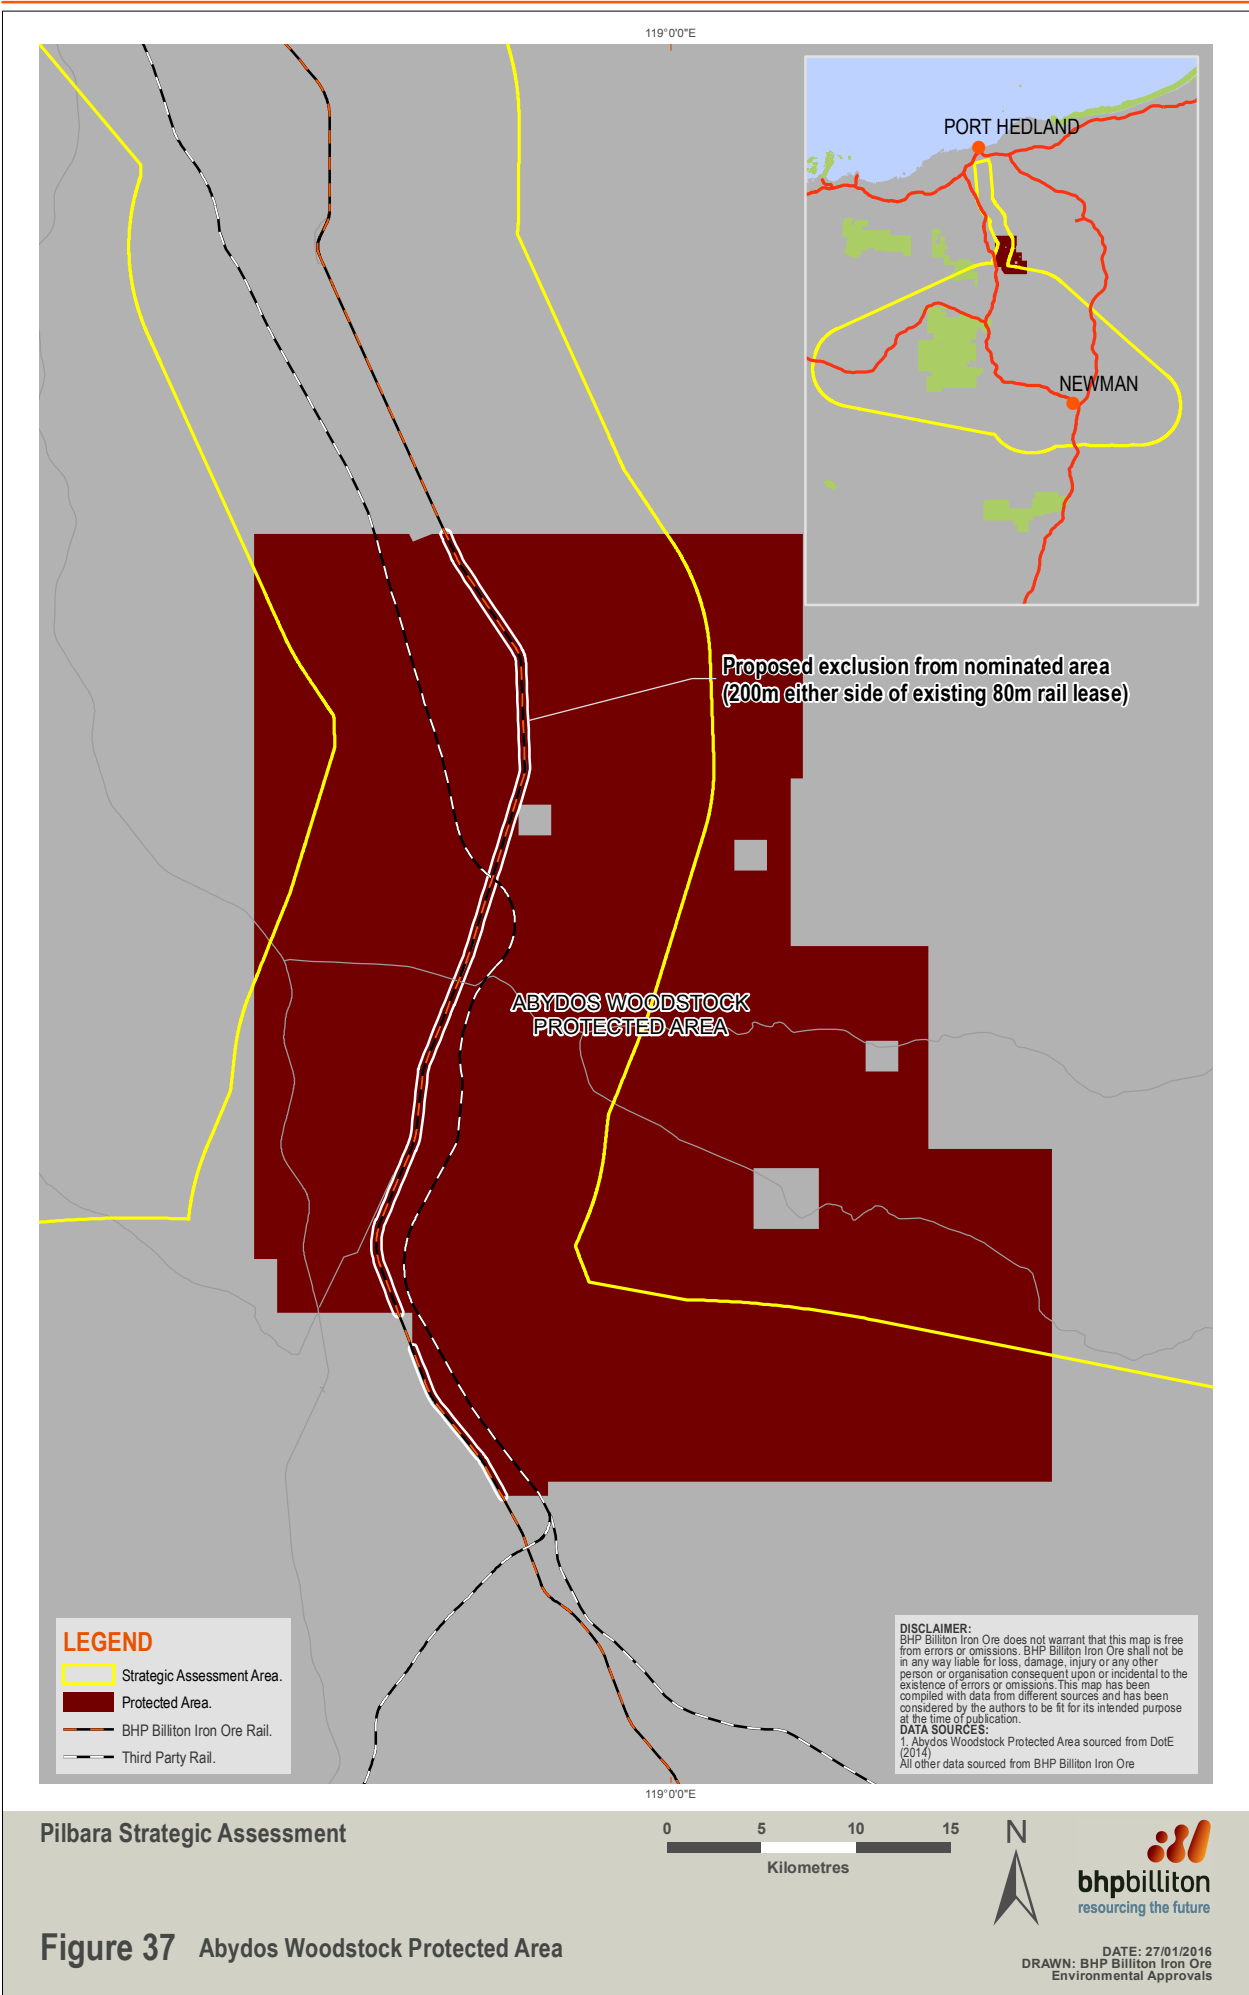 119°0'0"E
PORT HEDLAND
NEWMAN
Proposed exclusion from nominated area
(200m either side of existing 80m rail lease)
ABYDOS WOODSTOCK
PROTECTED AREA
LEGEND
Strategic Assessment Area.
Protected Area.
BHP Billiton Iron Ore Rail.
Third Party Rail.
DISCLAIMER:
BHP Billiton Iron Ore does not warrant that this map is free
from errors or omissions. BHP Billiton Iron Ore shall not be
in any way liable for loss, damage, injury or any other
person or organisation consequent upon or incidental to the
existence of errors or omissions.This map has been
compiled with data from different sources and has been
considered by the authors to be fit for its intended purpose
at the time of publication.
DATA SOURCES:
1. Abydos Woodstock Protected Area sourced from DotE
(2014)
All other data sourced from BHP Billiton Iron Ore
119°0'0"E
Pilbara Strategic Assessment
0 5 10 15
Kilometres
N
bhpbilliton
resourcing the future
Figure 37 Abydos Woodstock Protected Area
DATE: 27/01/2016
DRAWN: BHP Billiton Iron Ore
Environmental Approvals